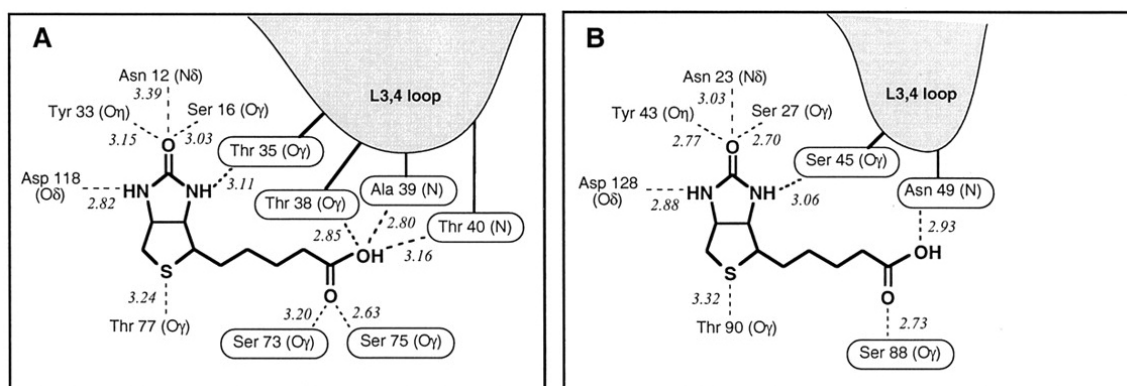 A
Asn 12 (Nδ)
3.39
Tyr 33 (Oη)
Ser 16 (Oγ)
3.15
3.03
O
L3,4 loop
Thr 35 (Oγ)
3.11
Asp 118
(Oδ)
2.82
HN
NH
Thr 38 (Oγ)
Ala 39 (N)
Thr 40 (N)
2.85
2.80
3.16
OH
O
S
3.24
Thr 77 (Oγ)
3.20
2.63
Ser 73 (Oγ)
Ser 75 (Oγ)
B
Asn 23 (Nδ)
3.03
Tyr 43 (Oη)
Ser 27 (Oγ)
2.77
2.70
O
L3,4 loop
Ser 45 (Oγ)
3.06
Asp 128
(Oδ)
2.88
HN
NH
Asn 49 (N)
2.93
OH
O
S
3.32
Thr 90 (Oγ)
2.73
Ser 88 (Oγ)